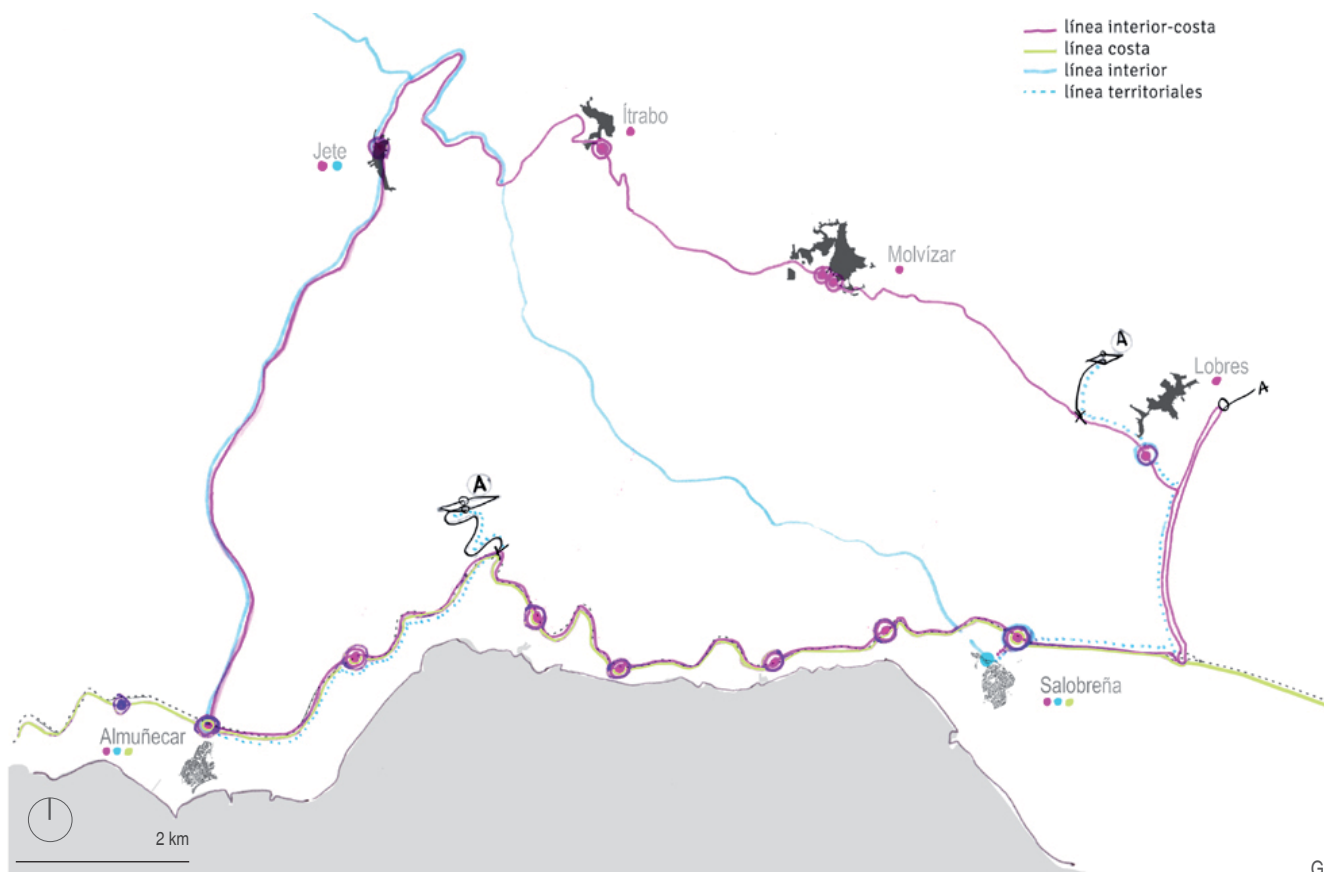 línea interior-costa
línea costa
línea interior
línea territoriales
Ítrabo
Jete
Molvízar
A
Lobres
A
A
Salobreña
Almuñecar
2 km
G